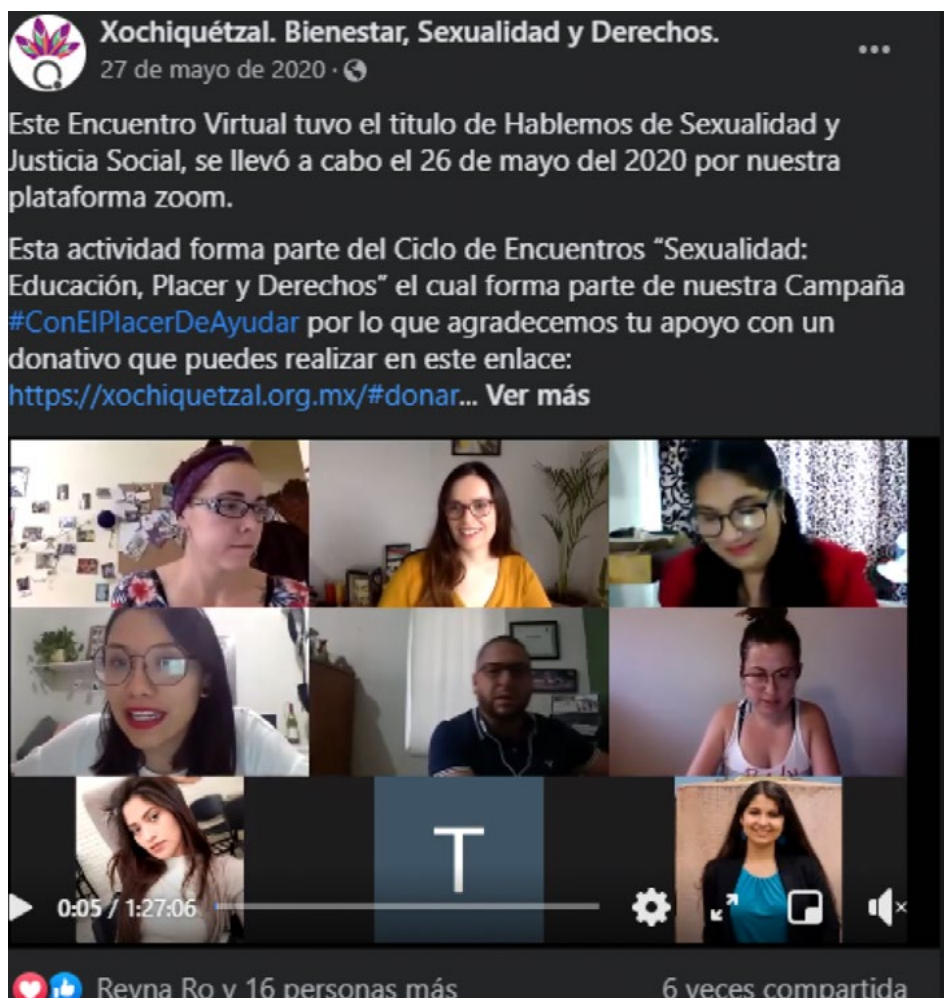 Xochiquétzal. Bienestar, Sexualidad y Derechos.
27 de mayo de 2020 ·
Este Encuentro Virtual tuvo el titulo de Hablemos de Sexualidad y
Justicia Social, se llevó a cabo el 26 de mayo del 2020 por nuestra
plataforma zoom.
Esta actividad forma parte del Ciclo de Encuentros “Sexualidad:
Educación, Placer y Derechos” el cual forma parte de nuestra Campaña
#ConElPlacerDeAyudar por lo que agradecemos tu apoyo con un
donativo que puedes realizar en este enlace:
https://xochiquetzal.org.mx/#donar... Ver más
T
0:05 / 1:27:06
Reyna Ro y 16 personas más
6 veces compartida